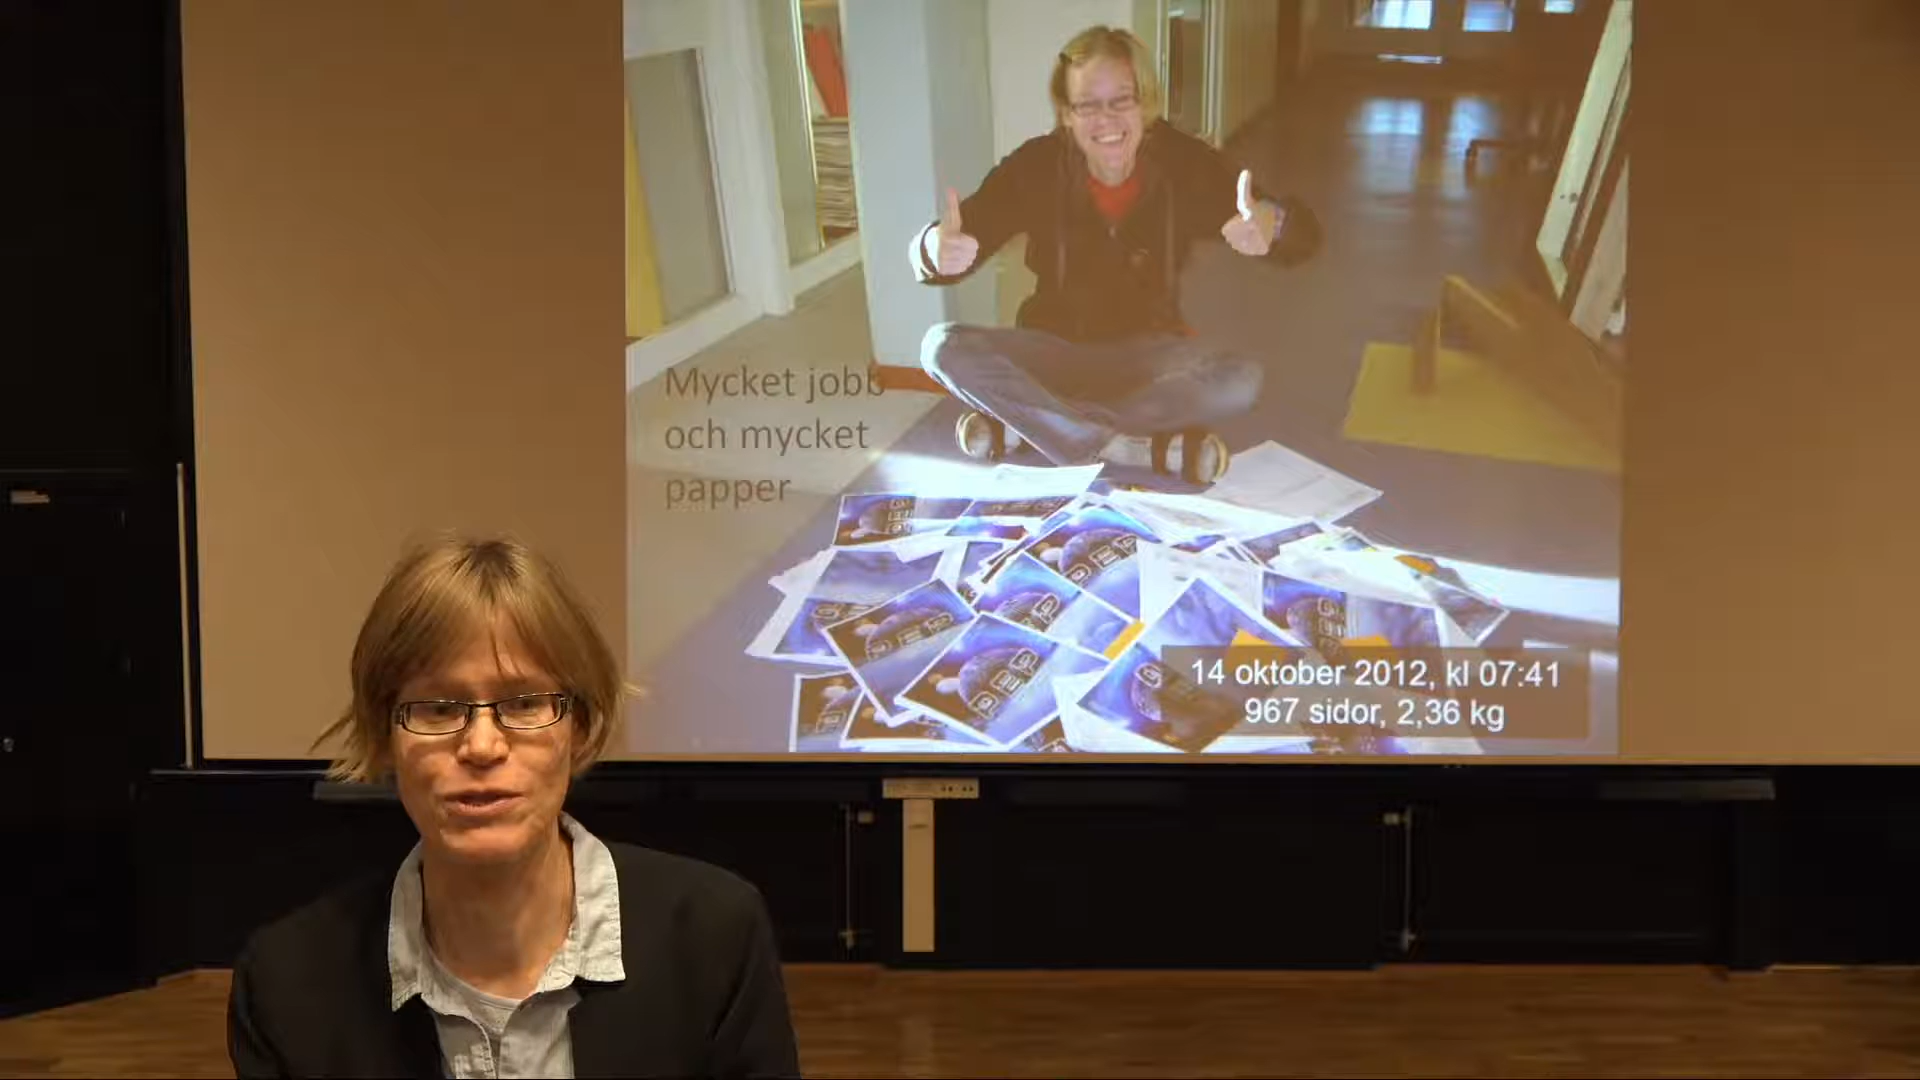 Mycket jobb
och mycket
papper
14 oktober 2012, kl 07:41
967 sidor, 2,36 kg